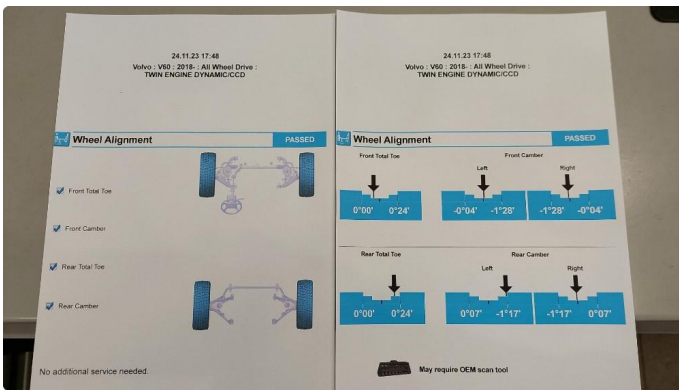 24.11.23 17:48
Volvo : V60 : 2018- : All Wheel Drive :
TWIN ENGINE DYNAMIC/CCD
Wheel Alignment PASSED
Front Total Toe
Front Camber
Rear Total Toe
Rear Camber
No additional service needed.
24.11.23 17:48
Volvo : V60 : 2018- : All Wheel Drive :
TWIN ENGINE DYNAMIC/CCD
Wheel Alignment PASSED
Front Total Toe Front Camber
Left Right
0°00' 0°24' -0°04' -1°28' -1°28' -0°04'
Rear Total Toe Rear Camber
Left Right
0°00' 0°24' 0°07' -1°17' -1°17' 0°07'
May require OEM scan tool